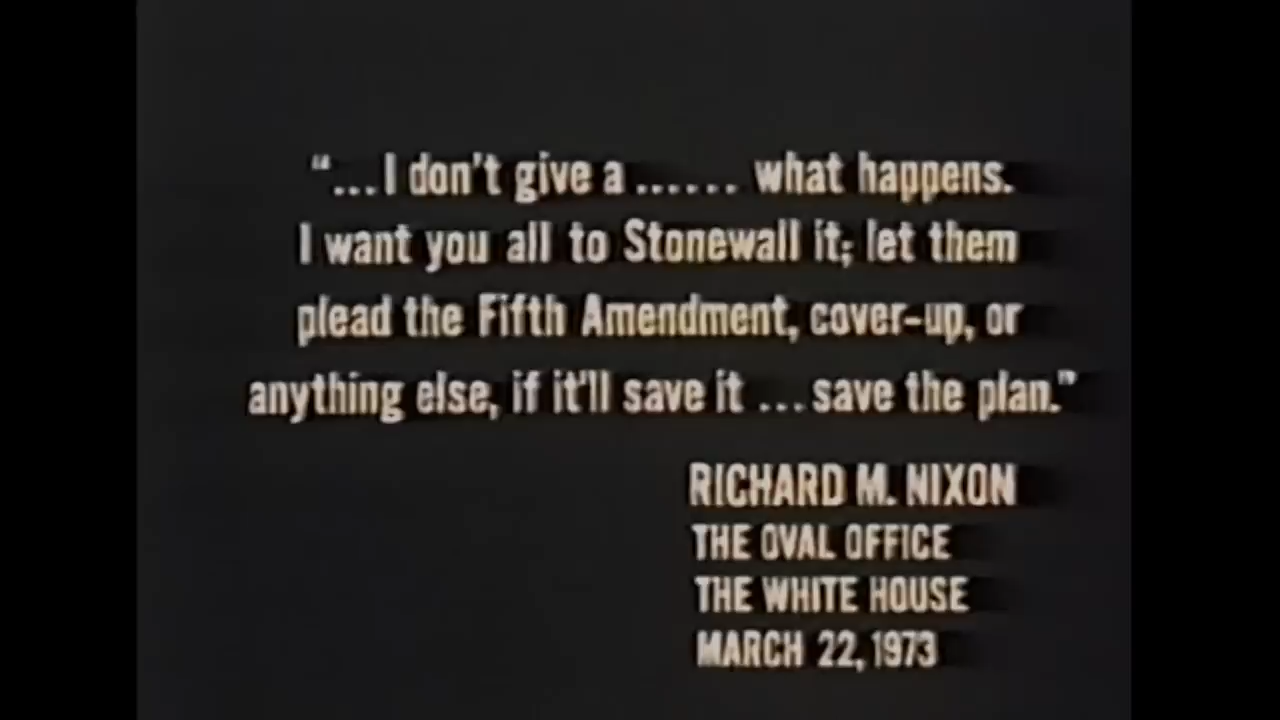 “...I don't give a ...... what happens.
I want you all to Stonewall it; let them
plead the Fifth Amendment, cover-up, or
anything else, if it'll save it ... save the plan.”
RICHARD M. NIXON
THE OVAL OFFICE
THE WHITE HOUSE
MARCH 22, 1973